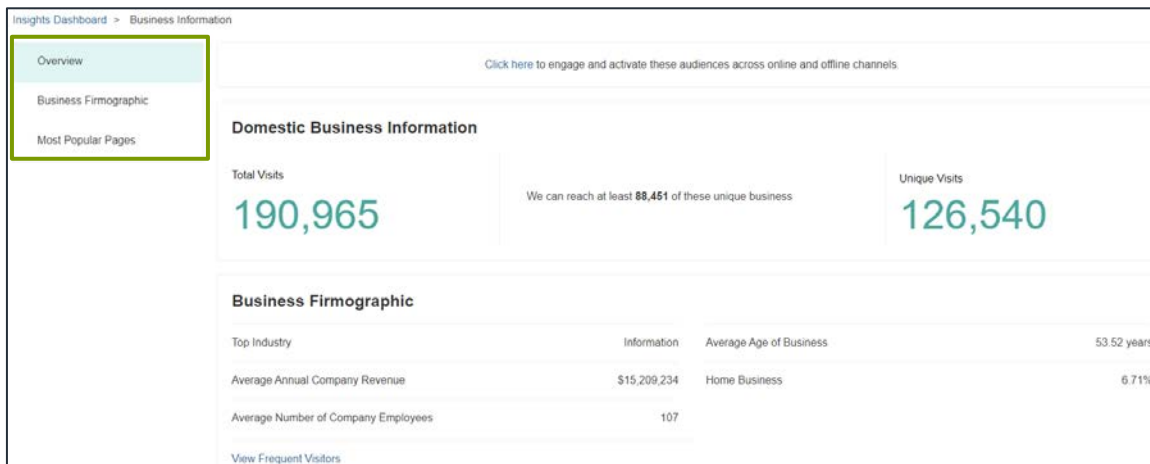 Insights Dashboard > Business Information
Overview
Business Firmographic
Most Popular Pages
Click here to engage and activate these audiences across online and offline channels.
Domestic Business Information
Total Visits
190,965
We can reach at least 88,451 of these unique business
Unique Visits
126,540
Business Firmographic
Top Industry Information
Average Annual Company Revenue $15,209,234
Average Number of Company Employees 107
View Frequent Visitors
Average Age of Business 53.52 years
Home Business 6.71%